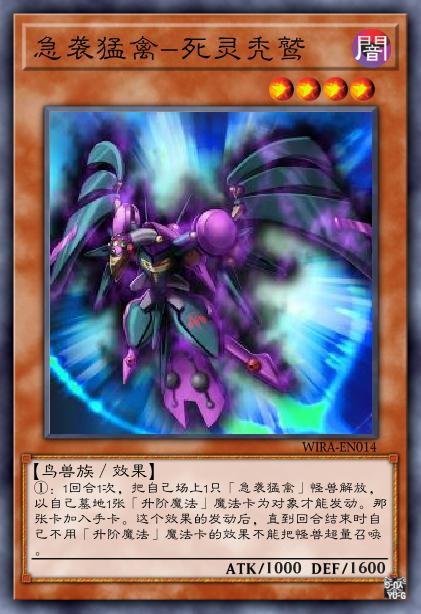 急袭猛禽-死灵秃鹫
闇
WIRA-EN014
【鸟兽族/效果】
①：1回合1次，把自己场上1只「急袭猛禽」怪兽解放，
以自己墓地1张「升阶魔法」魔法卡为对象才能发动。那
张卡加入手卡。这个效果的发动后，直到回合结束时自
己不用「升阶魔法」魔法卡的效果不能把怪兽超量召唤
。
ATK/1000 DEF/1600